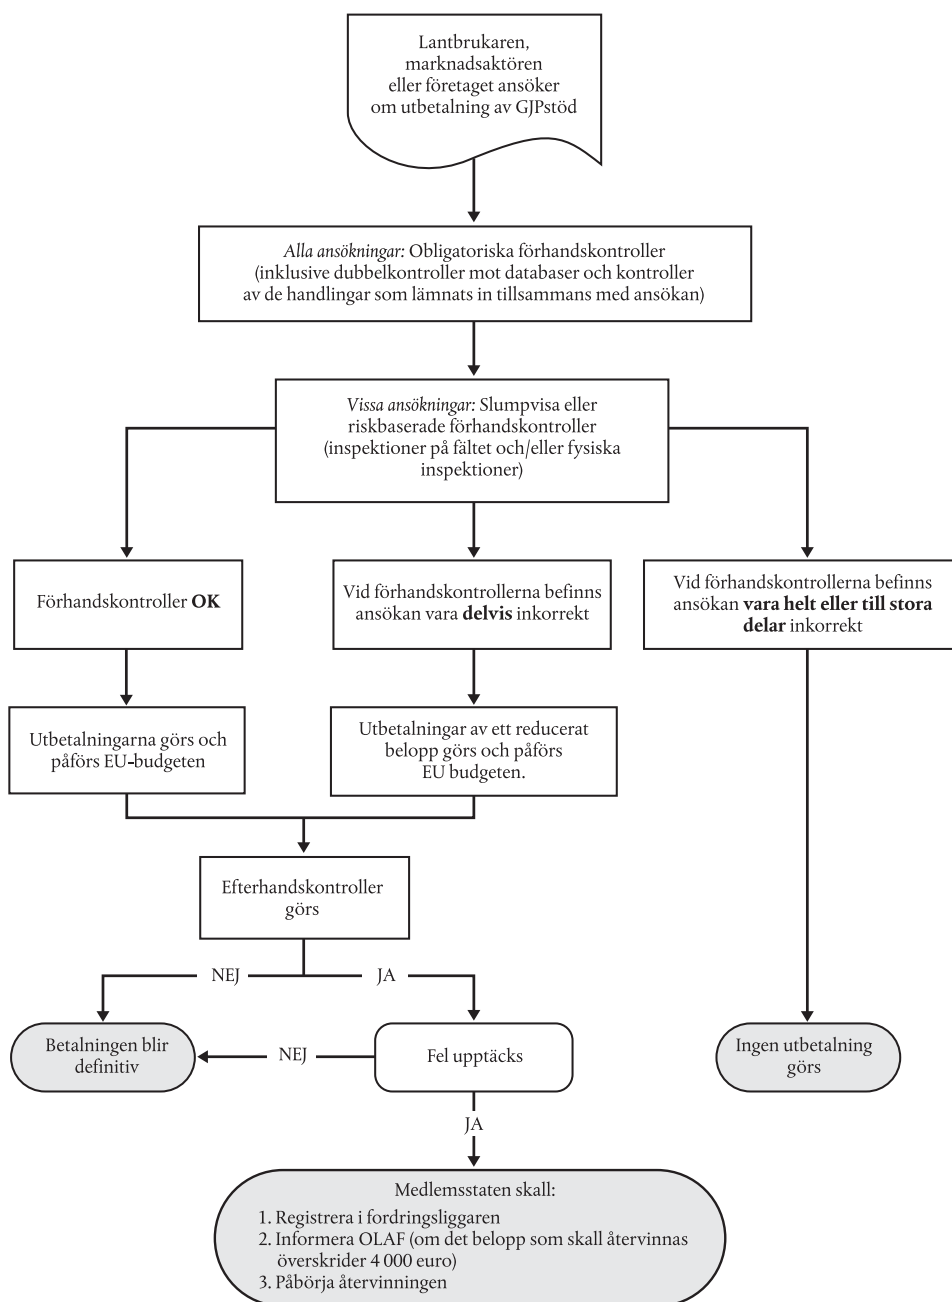 Lantbrukaren,
marknadsaktören
eller företaget ansöker
om utbetalning av GJPstöd
Alla ansökningar: Obligatoriska förhandskontroller
(inklusive dubbelkontroller mot databaser och kontroller
av de handlingar som lämnats in tillsammans med ansökan)
Vissa ansökningar: Slumpvisa eller
riskbaserade förhandskontroller
(inspektioner på fältet och/eller fysiska
inspektioner)
Förhandskontroller OK
Vid förhandskontrollerna befinns
ansökan vara delvis inkorrekt
Vid förhandskontrollerna befinns
ansökan vara helt eller till stora
delar inkorrekt
Utbetalningarna görs och
påförs EU-budgeten
Utbetalningar av ett reducerat
belopp görs och påförs
EU budgeten.
Efterhandskontroller
görs
NEJ
JA
Betalningen blir
definitiv
NEJ
Fel upptäcks
Ingen utbetalning
görs
JA
Medlemsstaten skall:
1. Registrera i fordringsliggaren
2. Informera OLAF (om det belopp som skall återvinnas
överskrider 4 000 euro)
3. Påbörja återvinningen